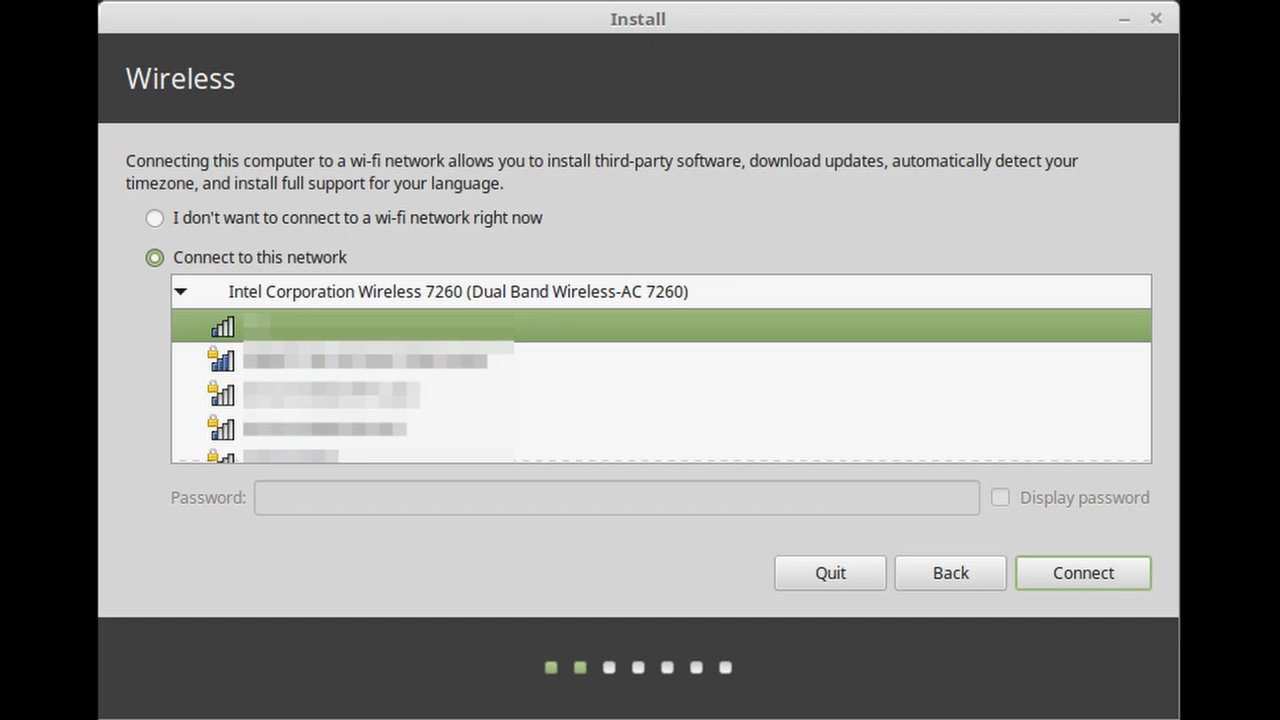 Install
Wireless
Connecting this computer to a wi-fi network allows you to install third-party software, download updates, automatically detect your
timezone, and install full support for your language.
I don't want to connect to a wi-fi network right now
Connect to this network
Intel Corporation Wireless 7260 (Dual Band Wireless-AC 7260)
Password:
Display password
Quit
Back
Connect